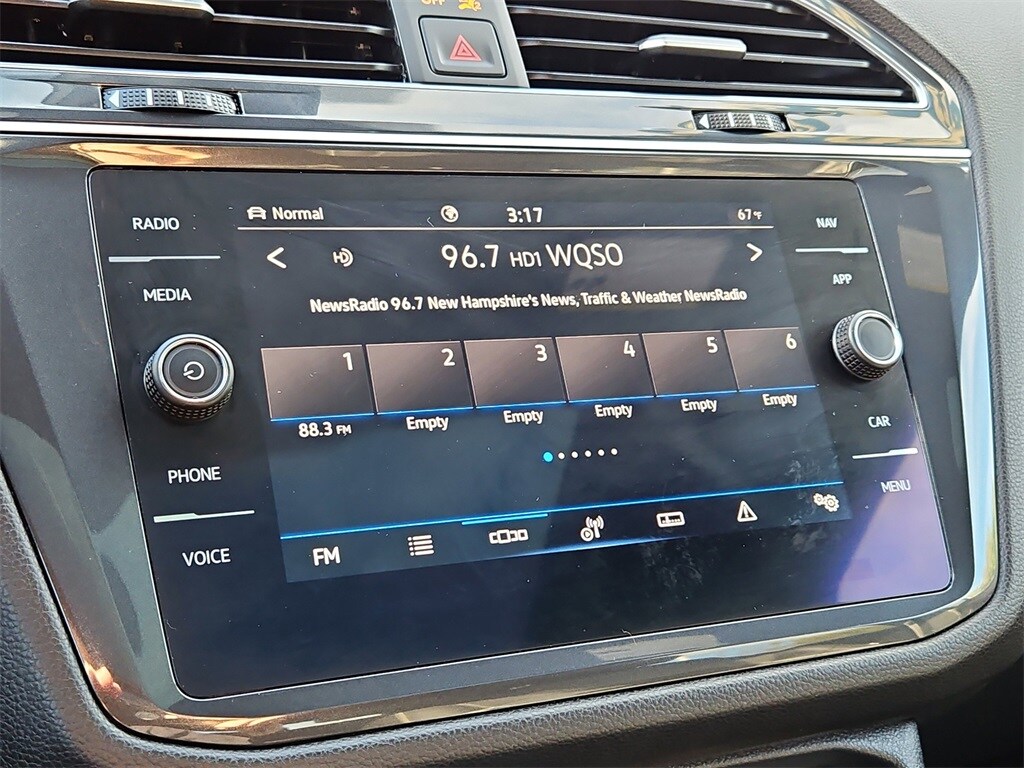 OFF
RADIO
MEDIA
PHONE
VOICE
Normal 3:17 67°F
HD 96.7 HD1 WQSO
NewsRadio 96.7 New Hampshire's News, Traffic & Weather NewsRadio
1 2 3 4 5 6
88.3 FM Empty Empty Empty Empty Empty
FM
NAV
APP
CAR
MENU